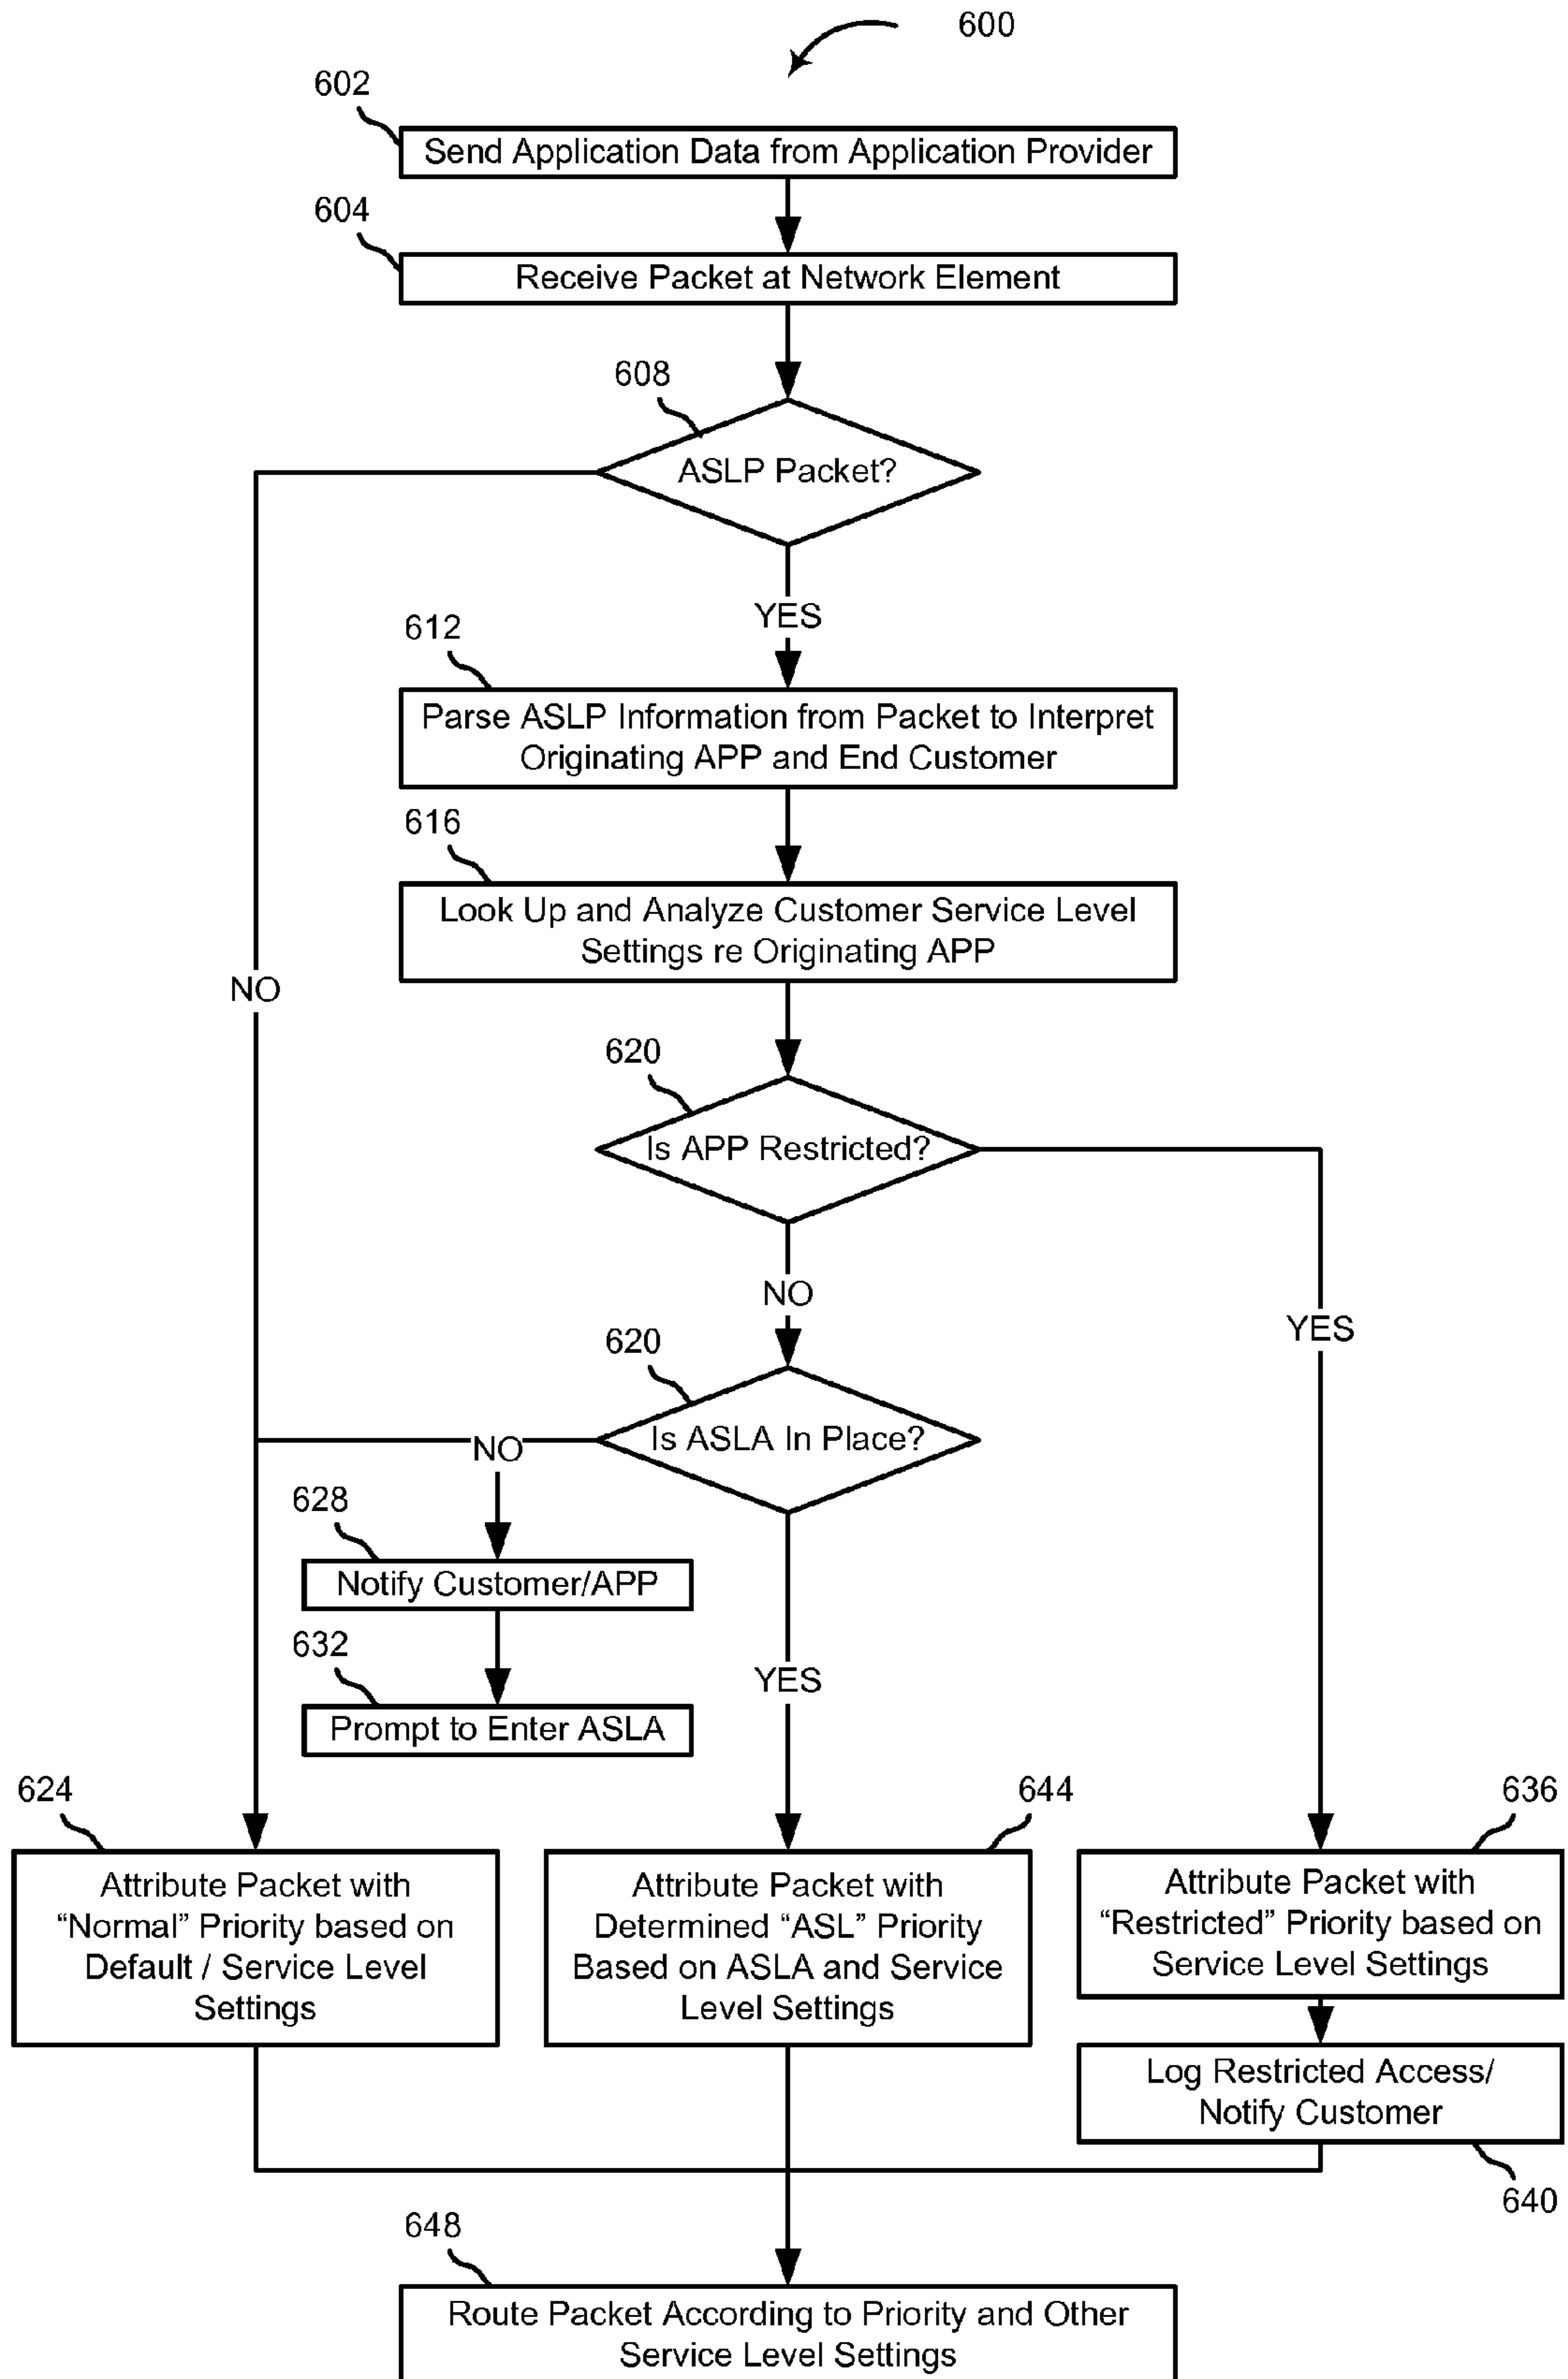 600
602
Send Application Data from Application Provider
604
Receive Packet at Network Element
608
ASLP Packet?
YES
612
Parse ASLP Information from Packet to Interpret
Originating APP and End Customer
616
Look Up and Analyze Customer Service Level
Settings re Originating APP
NO
620
Is APP Restricted?
NO
YES
620
Is ASLA In Place?
NO
628
Notify Customer/APP
632
Prompt to Enter ASLA
YES
624
Attribute Packet with
“Normal” Priority based on
Default / Service Level
Settings
644
Attribute Packet with
Determined “ASL” Priority
Based on ASLA and Service
Level Settings
636
Attribute Packet with
“Restricted” Priority based on
Service Level Settings
Log Restricted Access/
Notify Customer
640
648
Route Packet According to Priority and Other
Service Level Settings